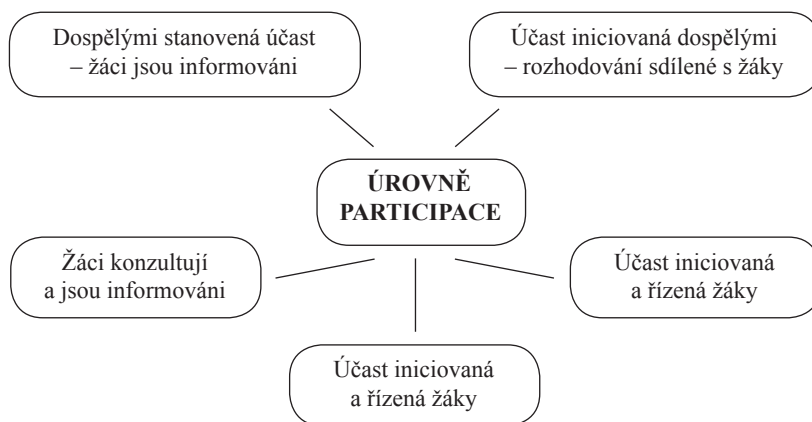 Dospělými stanovená účast
– žáci jsou informováni
Účast iniciovaná dospělými
– rozhodování sdílené s žáky
ÚROVNĚ
PARTICIPACE
Žáci konzultují
a jsou informováni
Účast iniciovaná
a řízená žáky
Účast iniciovaná
a řízená žáky